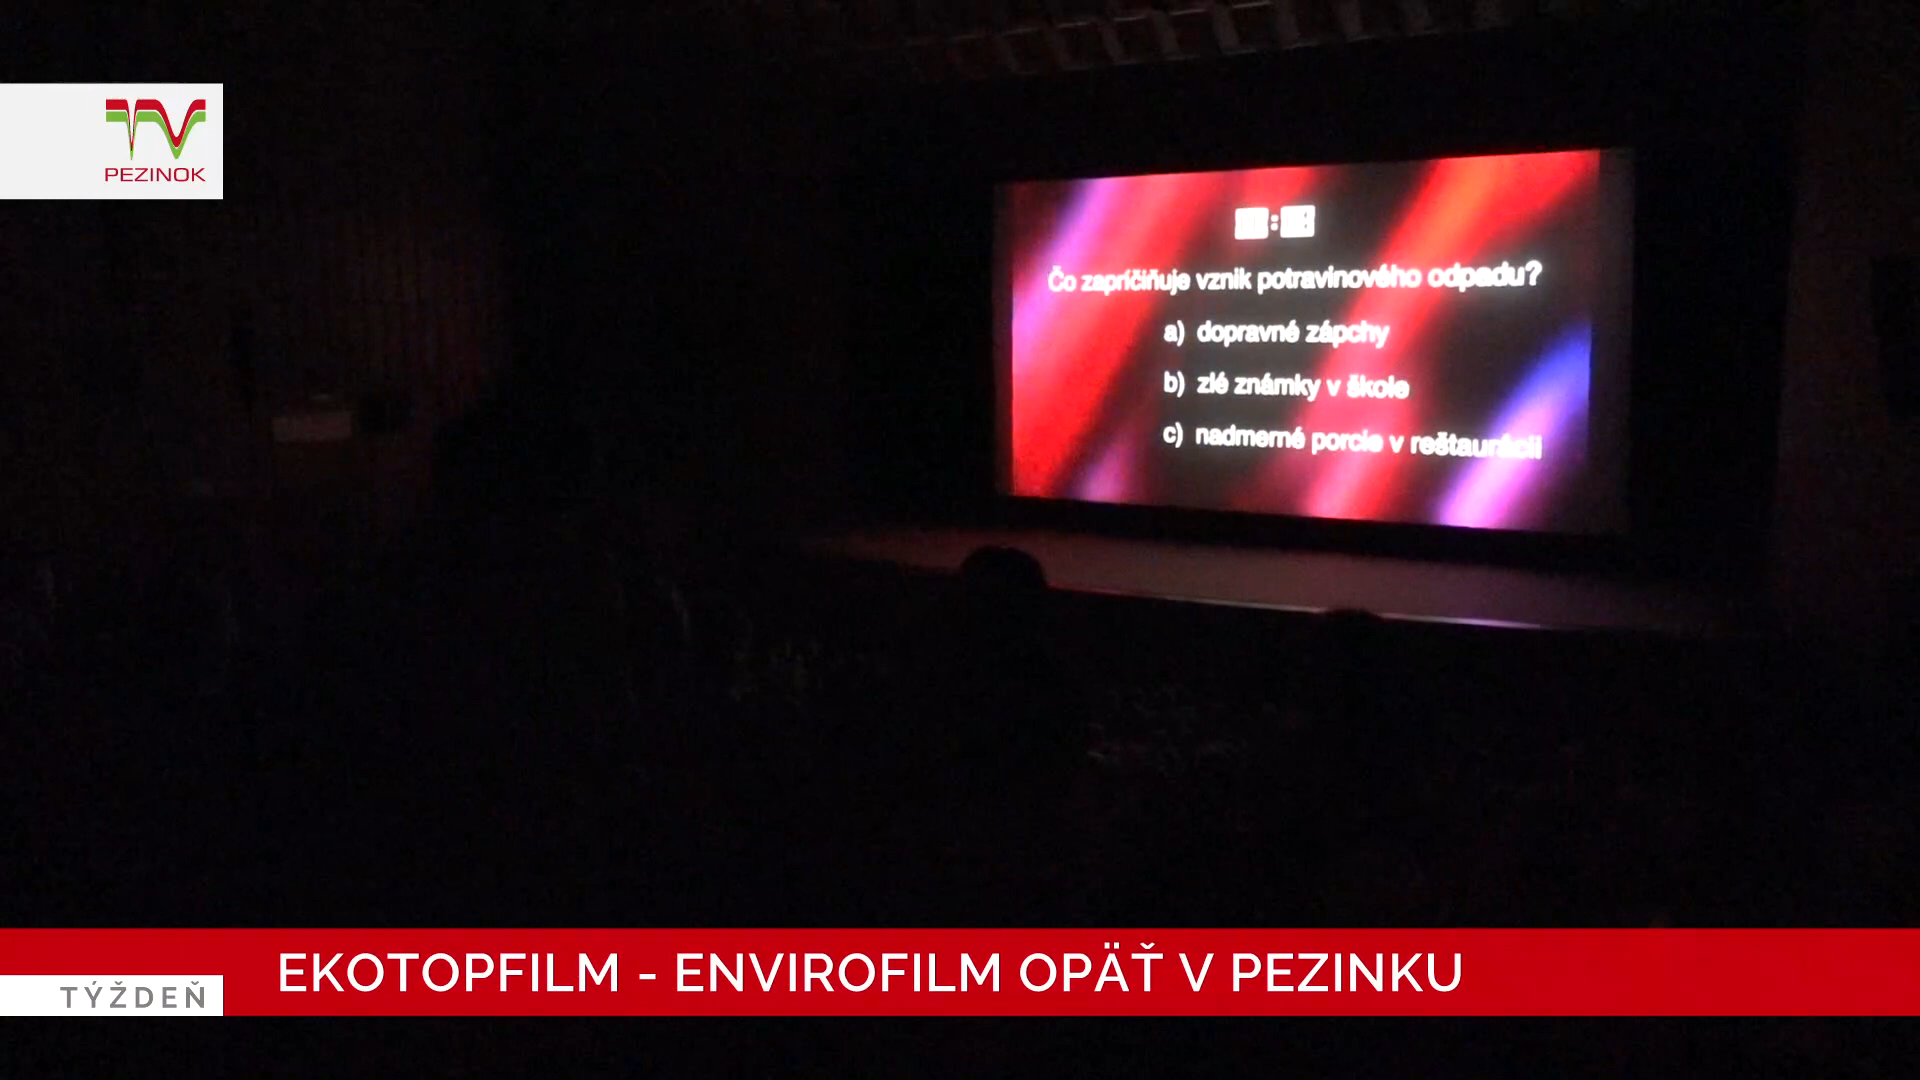 TV
PEZINOK
Čo zapríčiňuje vznik potravinového odpadu?
a) dopravné zápchy
b) zlé známky v škole
c) nadmerné porcie v reštaurácii
EKOTOPFILM - ENVIROFILM OPÄŤ V PEZINKU
TÝŽDEŇ